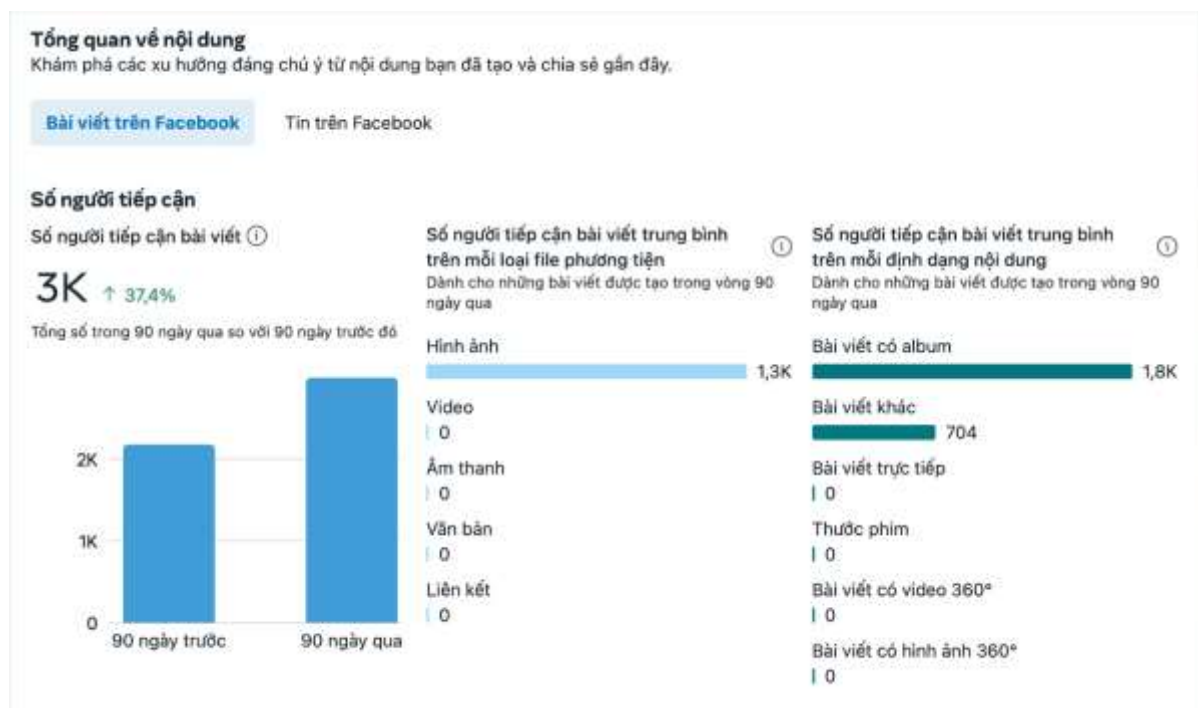 Tổng quan về nội dung
Khám phá các xu hướng đáng chú ý từ nội dung bạn đã tạo và chia sẻ gần đây.
Bài viết trên Facebook
Tin trên Facebook
Số người tiếp cận
Số người tiếp cận bài viết
3K ↑ 37,4%
Tổng số trong 90 ngày qua so với 90 ngày trước đó
2K
1K
0
90 ngày trước
90 ngày qua
Số người tiếp cận bài viết trung bình
trên mỗi loại file phương tiện
Dành cho những bài viết được tạo trong vòng 90
ngày qua
Hình ảnh
1,3K
Video
0
Âm thanh
0
Văn bản
0
Liên kết
0
Số người tiếp cận bài viết trung bình
trên mỗi định dạng nội dung
Dành cho những bài viết được tạo trong vòng 90
ngày qua
Bài viết có album
1,8K
Bài viết khác
704
Bài viết trực tiếp
0
Thước phim
0
Bài viết có video 360°
0
Bài viết có hình ảnh 360°
0